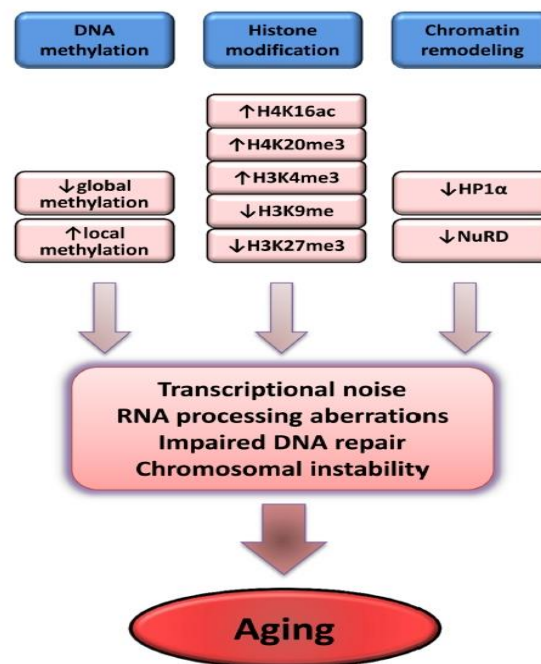 DNA
methylation
Histone
modification
Chromatin
remodeling
↓global
methylation
↑local
methylation
↑H4K16ac
↑H4K20me3
↑H3K4me3
↓H3K9me
↓H3K27me3
↓HP1α
↓NuRD
Transcriptional noise
RNA processing aberrations
Impaired DNA repair
Chromosomal instability
Aging